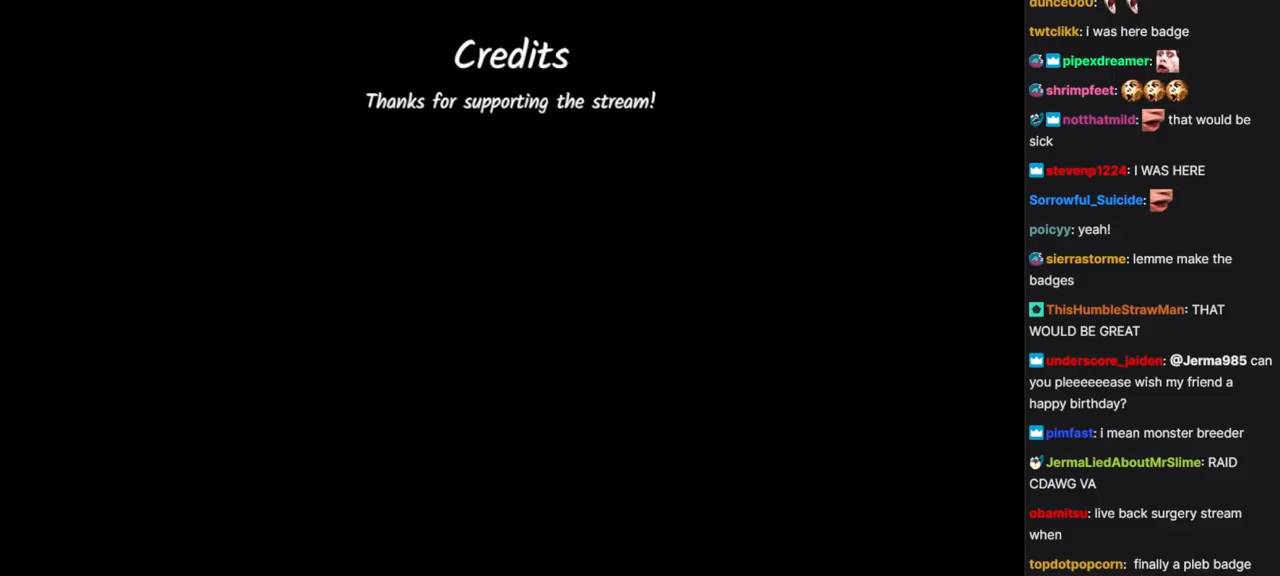 Credits
Thanks for supporting the stream!
dunce0o0:
twtclikk: i was here badge
pipexdreamer:
shrimpfeet:
notthatmild: that would be
sick
stevenp1224: I WAS HERE
Sorrowful_Suicide:
poicyy: yeah!
sierrastorme: lemme make the
badges
ThisHumbleStrawMan: THAT
WOULD BE GREAT
underscore_jaiden: @Jerma985 can
you pleeeeeease wish my friend a
happy birthday?
pimfast: i mean monster breeder
JermaLiedAboutMrSlime: RAID
CDAWG VA
obamitsu: live back surgery stream
when
topdotpopcorn: finally a pleb badge